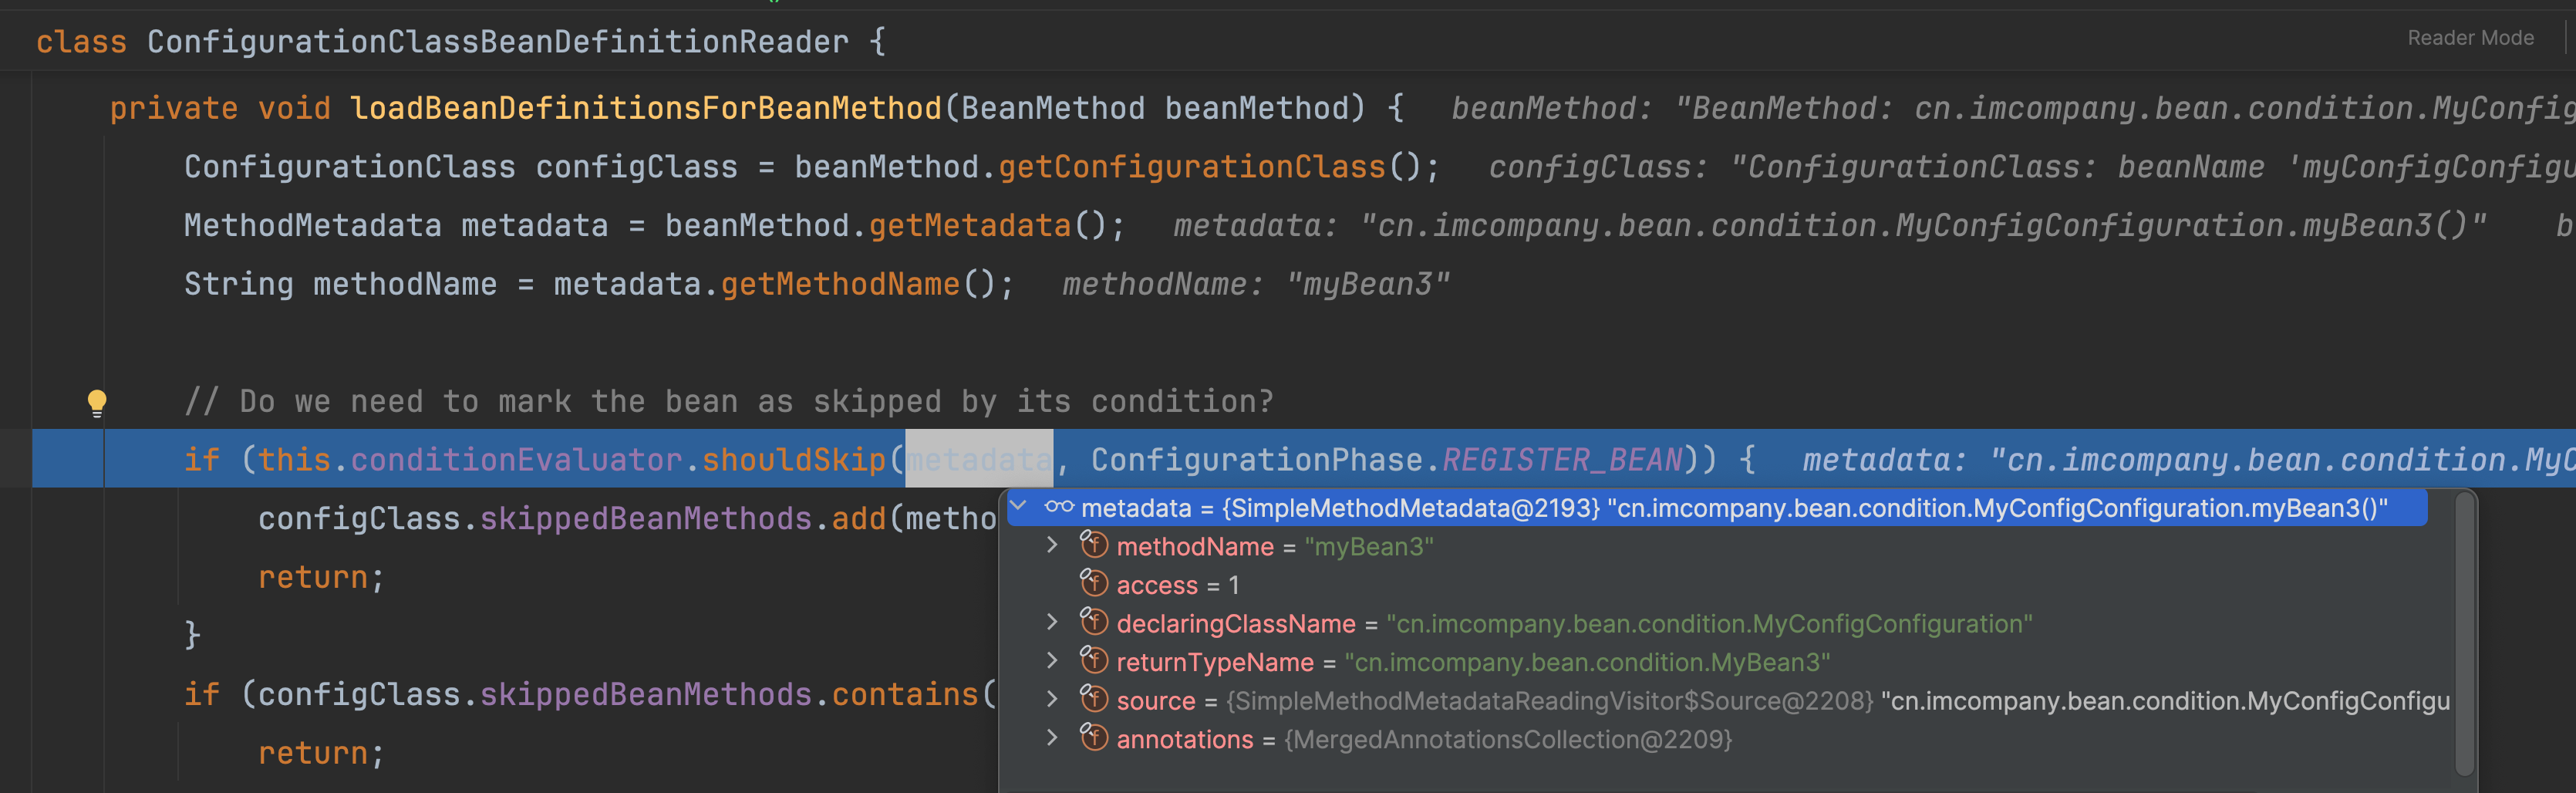 class ConfigurationClassBeanDefinitionReader {
Reader Mode
private void loadBeanDefinitionsForBeanMethod(BeanMethod beanMethod) { beanMethod: "BeanMethod: cn.imcompany.bean.condition.MyConfig
ConfigurationClass configClass = beanMethod.getConfigurationClass(); configClass: "ConfigurationClass: beanName 'myConfigConfigu
MethodMetadata metadata = beanMethod.getMetadata(); metadata: "cn.imcompany.bean.condition.MyConfigConfiguration.myBean3()" b
String methodName = metadata.getMethodName(); methodName: "myBean3"
// Do we need to mark the bean as skipped by its condition?
if (this.conditionEvaluator.shouldSkip(metadata, ConfigurationPhase.REGISTER_BEAN)) { metadata: "cn.imcompany.bean.condition.MyC
configClass.skippedBeanMethods.add(metho
return;
}
if (configClass.skippedBeanMethods.contains(
return;
metadata = {SimpleMethodMetadata@2193} "cn.imcompany.bean.condition.MyConfigConfiguration.myBean3()"
methodName = "myBean3"
access = 1
declaringClassName = "cn.imcompany.bean.condition.MyConfigConfiguration"
returnTypeName = "cn.imcompany.bean.condition.MyBean3"
source = {SimpleMethodMetadataReadingVisitor$Source@2208} "cn.imcompany.bean.condition.MyConfigConfigu
annotations = {MergedAnnotationsCollection@2209}